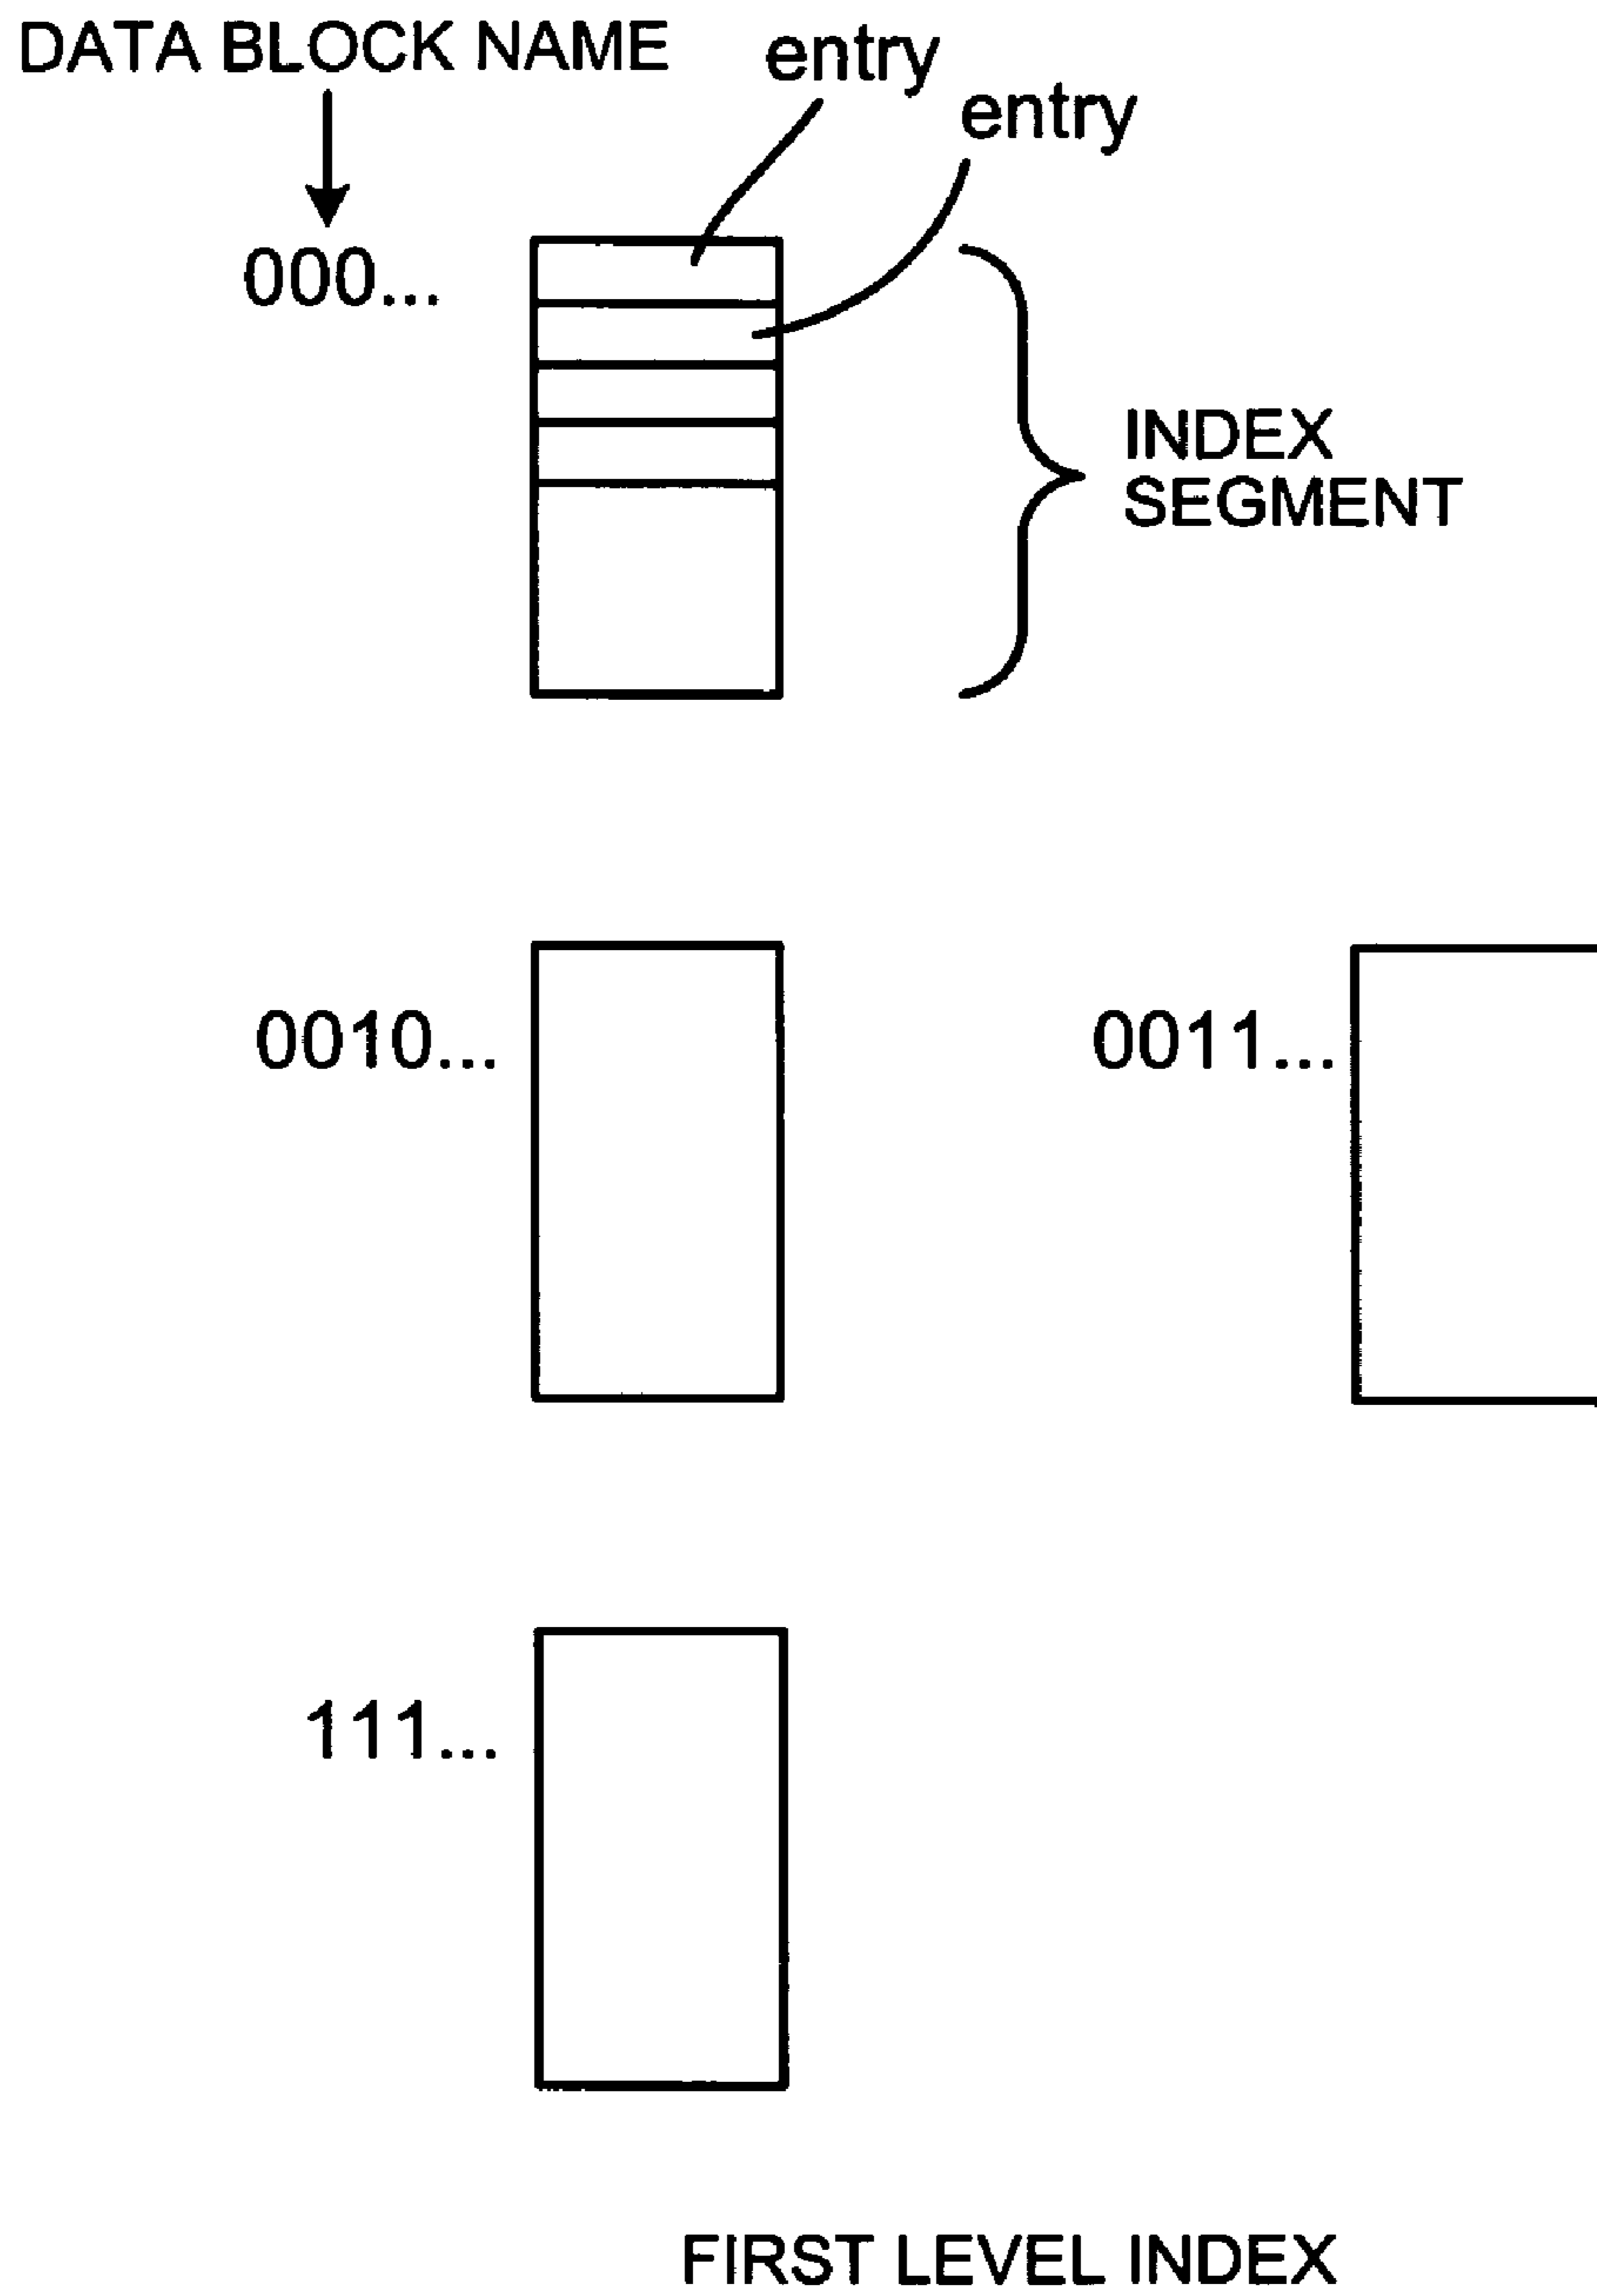 DATA BLOCK NAME
entry
entry
000...
INDEX
SEGMENT
0010...
0011...
111...
FIRST LEVEL INDEX